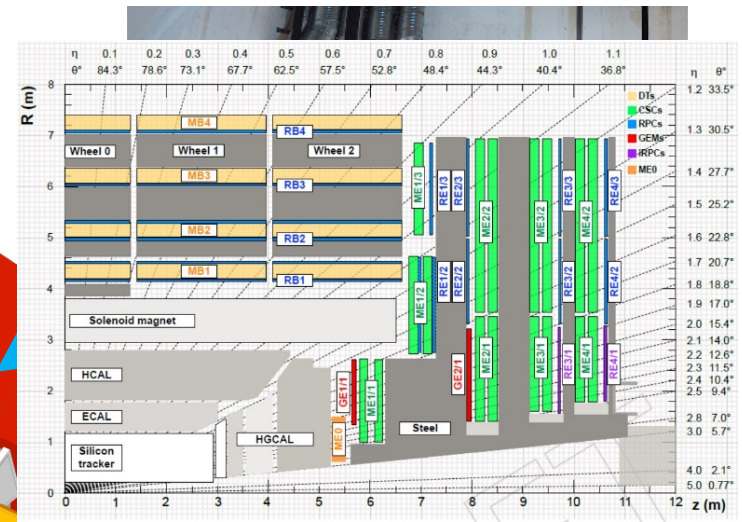 η 0.1 0.2 0.3 0.4 0.5 0.6 0.7 0.8 0.9 1.0 1.1
θ° 84.3° 78.6° 73.1° 67.7° 62.5° 57.5° 52.8° 48.4° 44.3° 40.4° 36.8° η θ°
R (m)
8
7
6
5
4
3
2
1
0
1.2 33.5°
1.3 30.5°
1.4 27.7°
1.5 25.2°
1.6 22.8°
1.7 20.7°
1.8 18.8°
1.9 17.0°
2.0 15.4°
2.1 14.0°
2.2 12.6°
2.3 11.5°
2.4 10.4°
2.5 9.4°
2.8 7.0°
3.0 5.7°
4.0 2.1°
5.0 0.77°
DTs
CSCs
RPCs
GEMs
iRPCs
ME0
MB4
RB4
Wheel 0 Wheel 1 Wheel 2
MB3
RB3
MB2
RB2
MB1
RB1
Solenoid magnet
HCAL
ECAL
Silicon
tracker
HGCAL
Steel
ME0
GE1/1
ME1/1
ME1/2
ME1/3
RE1/3
RE2/3
RE1/2
RE2/2
GE2/1
ME2/2
ME2/1
ME3/2
ME3/1
RE3/3
RE3/2
RE3/1
ME4/2
ME4/1
RE4/3
RE4/2
RE4/1
0 1 2 3 4 5 6 7 8 9 10 11 12
z (m)